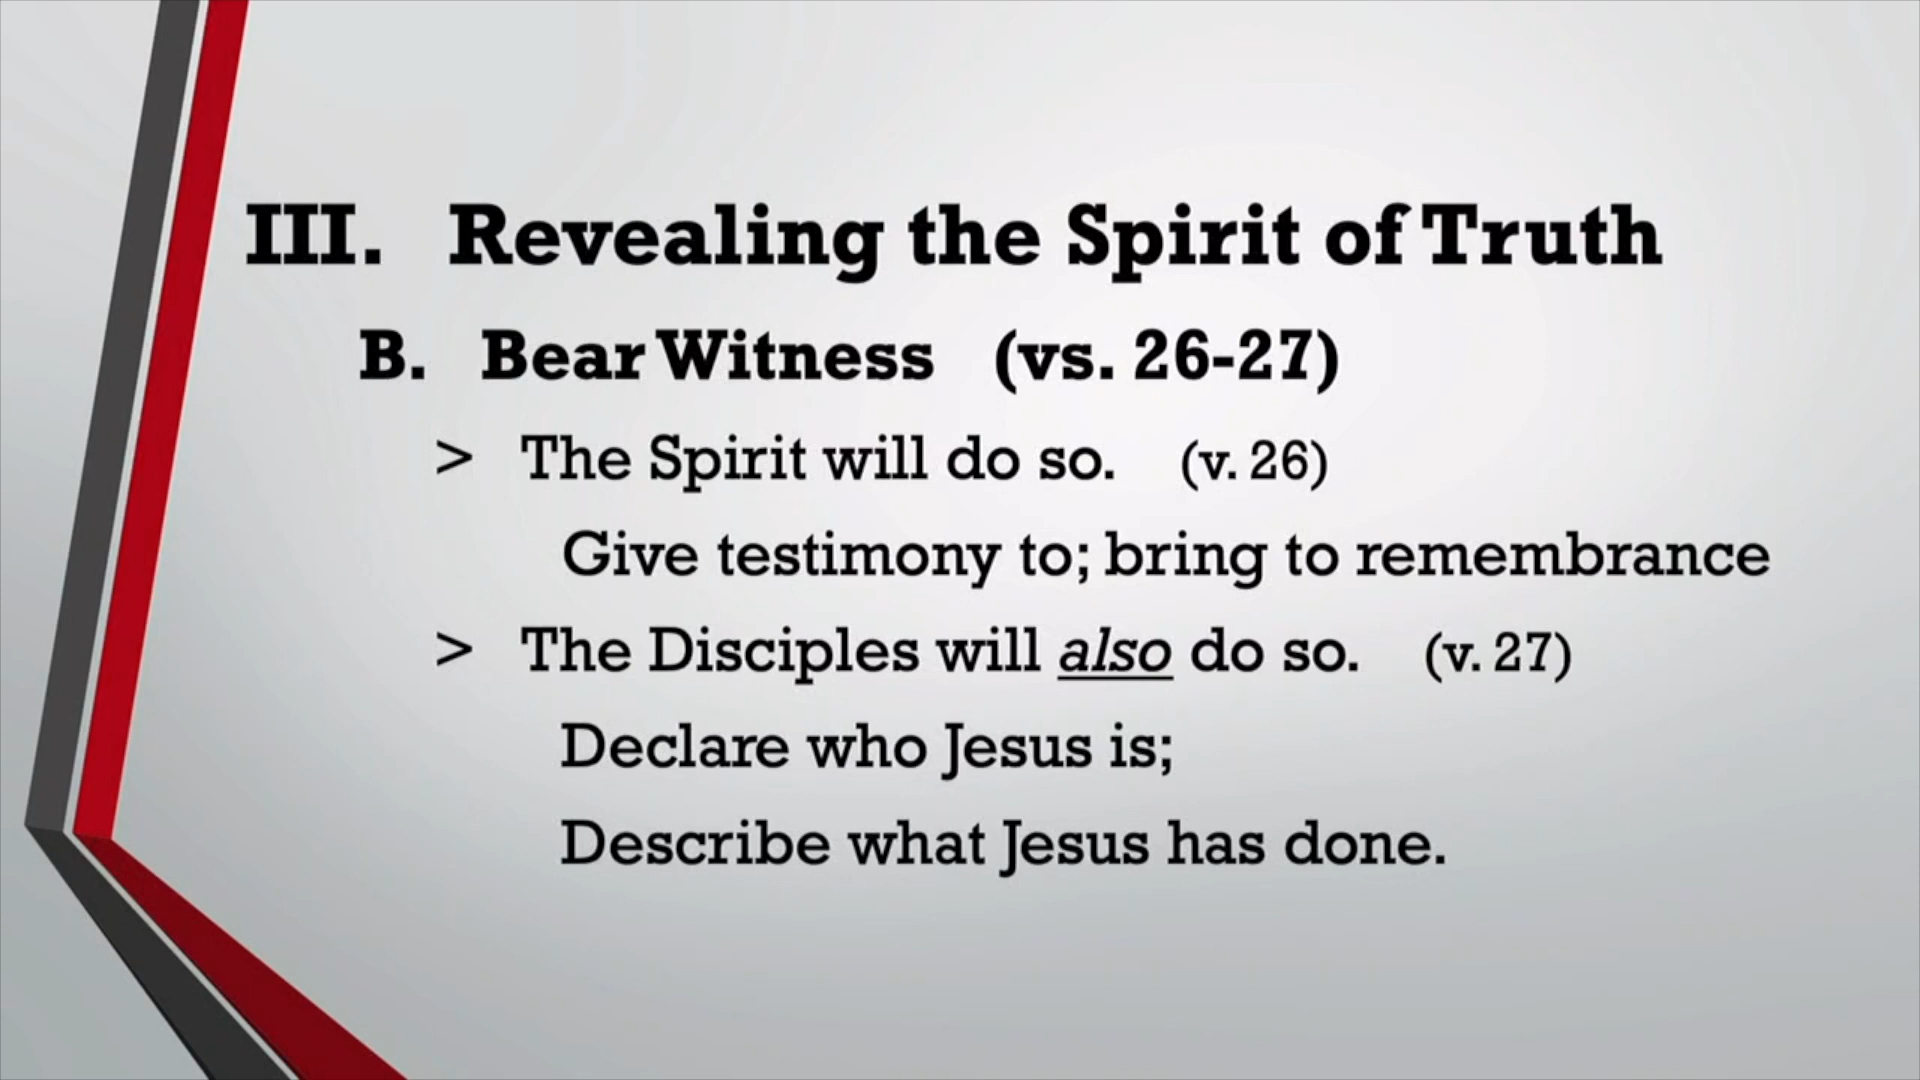 III. Revealing the Spirit of Truth
B. Bear Witness (vs. 26-27)
> The Spirit will do so. (v. 26)
Give testimony to; bring to remembrance
> The Disciples will also do so. (v. 27)
Declare who Jesus is;
Describe what Jesus has done.